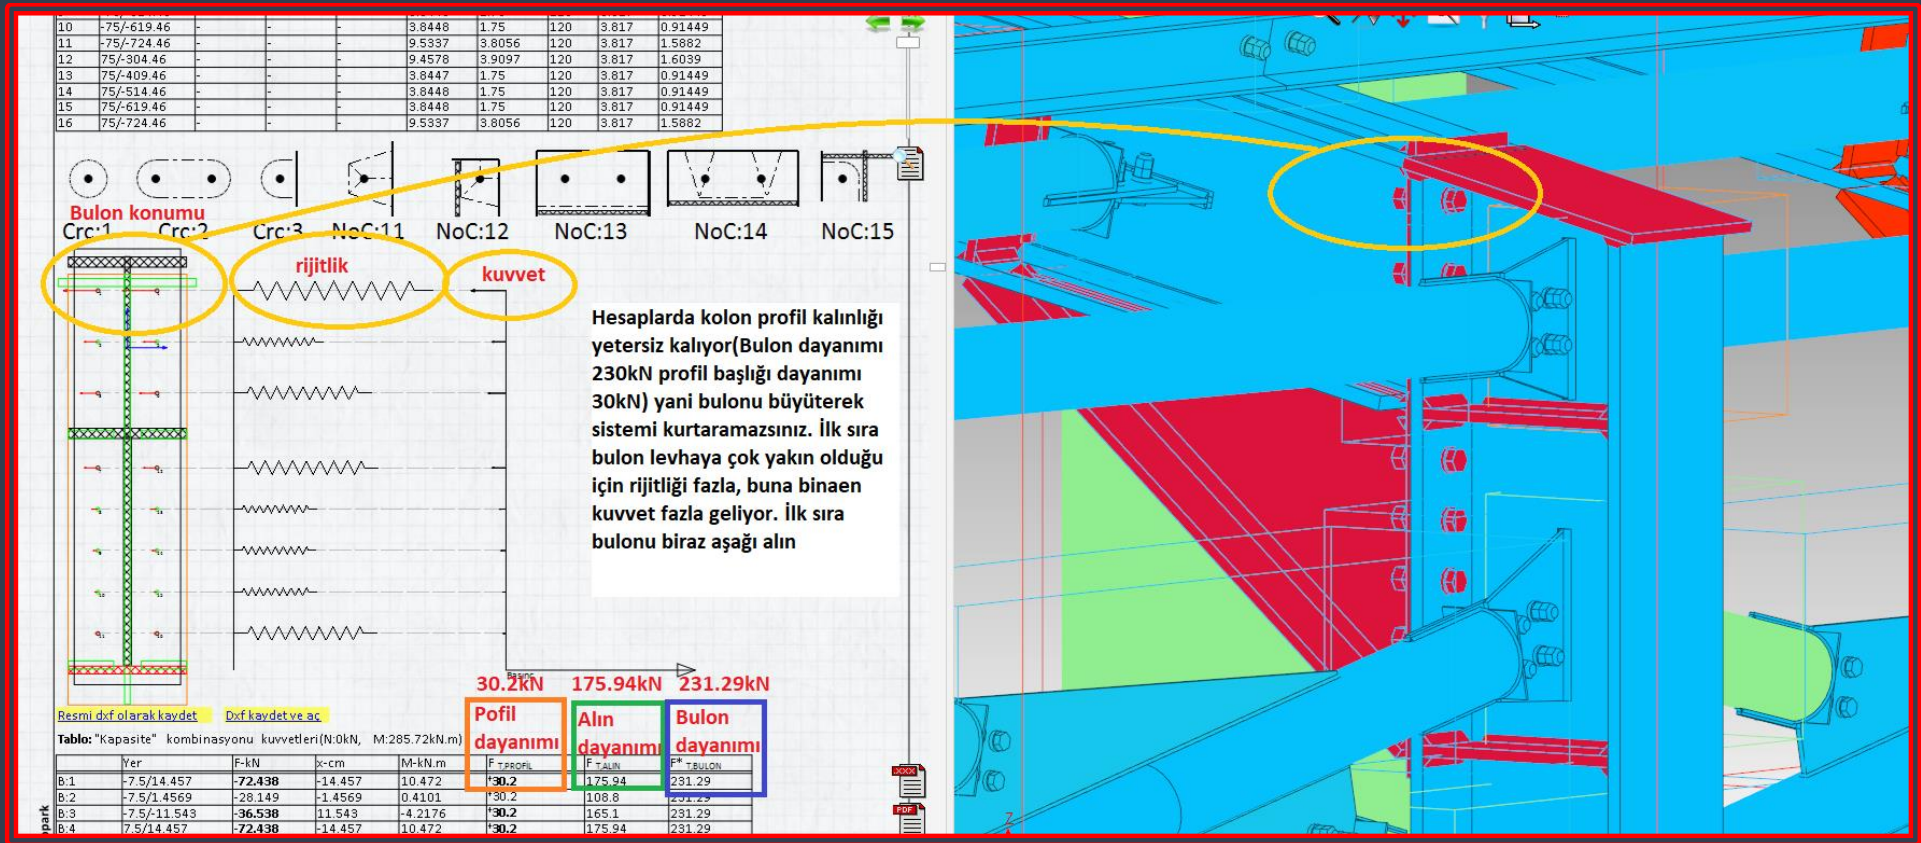 10 -75/-619.46 - - - 3.8448 1.75 120 3.817 0.91449
11 -75/-724.46 - - - 9.5337 3.8056 120 3.817 1.5882
12 75/-304.46 - - - 9.4578 3.9097 120 3.817 1.6039
13 75/-409.46 - - - 3.8447 1.75 120 3.817 0.91449
14 75/-514.46 - - - 3.8448 1.75 120 3.817 0.91449
15 75/-619.46 - - - 3.8448 1.75 120 3.817 0.91449
16 75/-724.46 - - - 9.5337 3.8056 120 3.817 1.5882
Bulon konumu
Crc:1 Crc:2 Crc:3 NoC:11 NoC:12 NoC:13 NoC:14 NoC:15
rijitlik
kuvvet
Hesaplarda kolon profil kalınlığı
yetersiz kalıyor(Bulon dayanımı
230kN profil başlığı dayanımı
30kN) yani bulonu büyüterek
sistemi kurtaramazsınız. İlk sıra
bulon levhaya çok yakın olduğu
için rijitliği fazla, buna binaen
kuvvet fazla geliyor. İlk sıra
bulonu biraz aşağı alın
Basınç
30.2kN 175.94kN 231.29kN
Pofil
dayanımı
Alın
dayanımı
Bulon
dayanımı
Resmi dxf olarak kaydet Dxf kaydet ve aç
Tablo: "Kapasite" kombinasyonu kuvvetleri(N:0kN, M:285.72kN.m)
Yer F-kN x-cm M-kN.m F T,PROFİL F T,ALIN F* T,BULON
B:1 -7.5/14.457 -72.438 -14.457 10.472 *30.2 175.94 231.29
B:2 -7.5/1.4569 -28.149 -1.4569 0.4101 *30.2 108.8 231.29
B:3 -7.5/-11.543 -36.538 11.543 -4.2176 *30.2 165.1 231.29
B:4 7.5/14.457 -72.438 -14.457 10.472 *30.2 175.94 231.29
PDF
Z